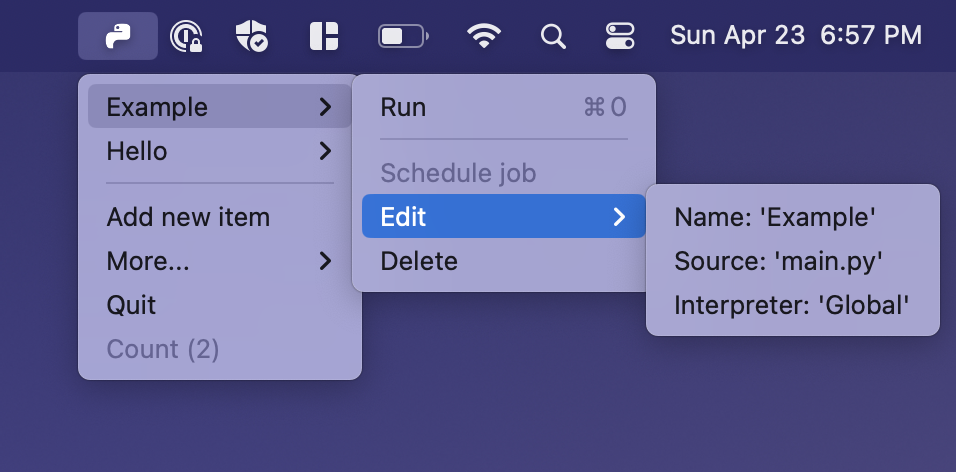 Sun Apr 23 6:57 PM
Example
Hello
Add new item
More...
Quit
Count (2)
Run ⌘0
Schedule job
Edit
Delete
Name: 'Example'
Source: 'main.py'
Interpreter: 'Global'